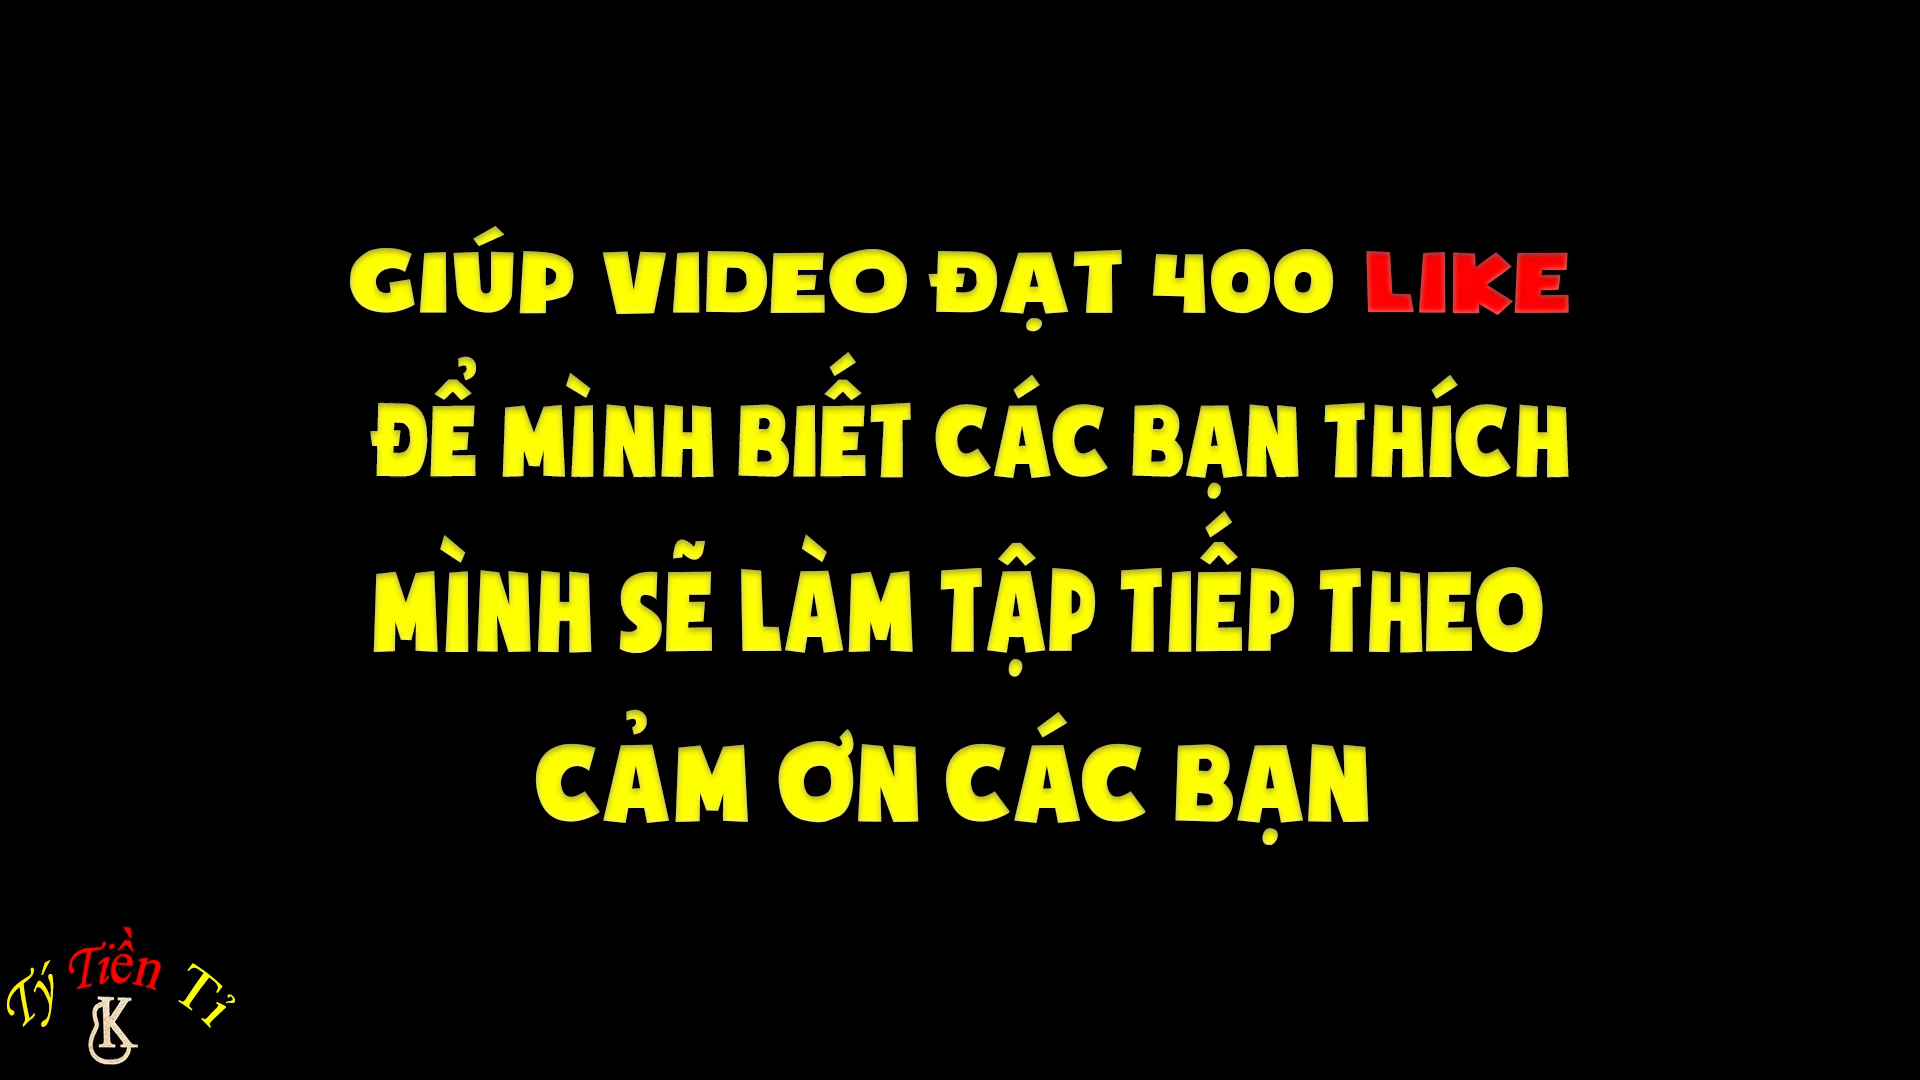 GIÚP VIDEO ĐẠT 400 LIKE
ĐỂ MÌNH BIẾT CÁC BẠN THÍCH
MÌNH SẼ LÀM TẬP TIẾP THEO
CẢM ƠN CÁC BẠN
Tý Tiền Tỉ
K